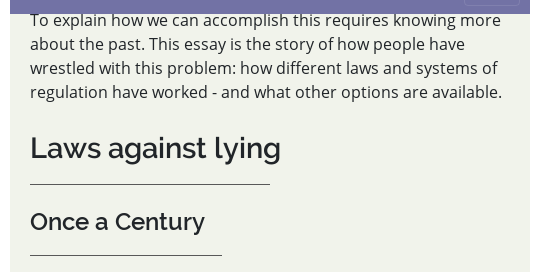 To explain how we can accomplish this requires knowing more
about the past. This essay is the story of how people have
wrestled with this problem: how different laws and systems of
regulation have worked - and what other options are available.
Laws against lying
Once a Century